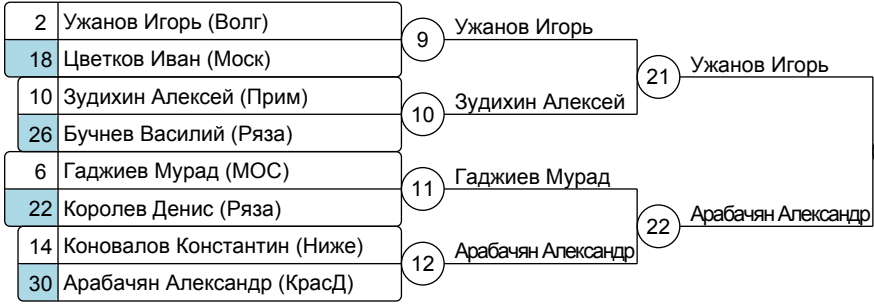 2 Ужанов Игорь (Волг)
18 Цветков Иван (Моск)
10 Зудихин Алексей (Прим)
26 Бучнев Василий (Ряза)
6 Гаджиев Мурад (МОС)
22 Королев Денис (Ряза)
14 Коновалов Константин (Ниже)
30 Арабачян Александр (КрасД)
9 Ужанов Игорь
10 Зудихин Алексей
11 Гаджиев Мурад
12 Арабачян Александр
21 Ужанов Игорь
22 Арабачян Александр